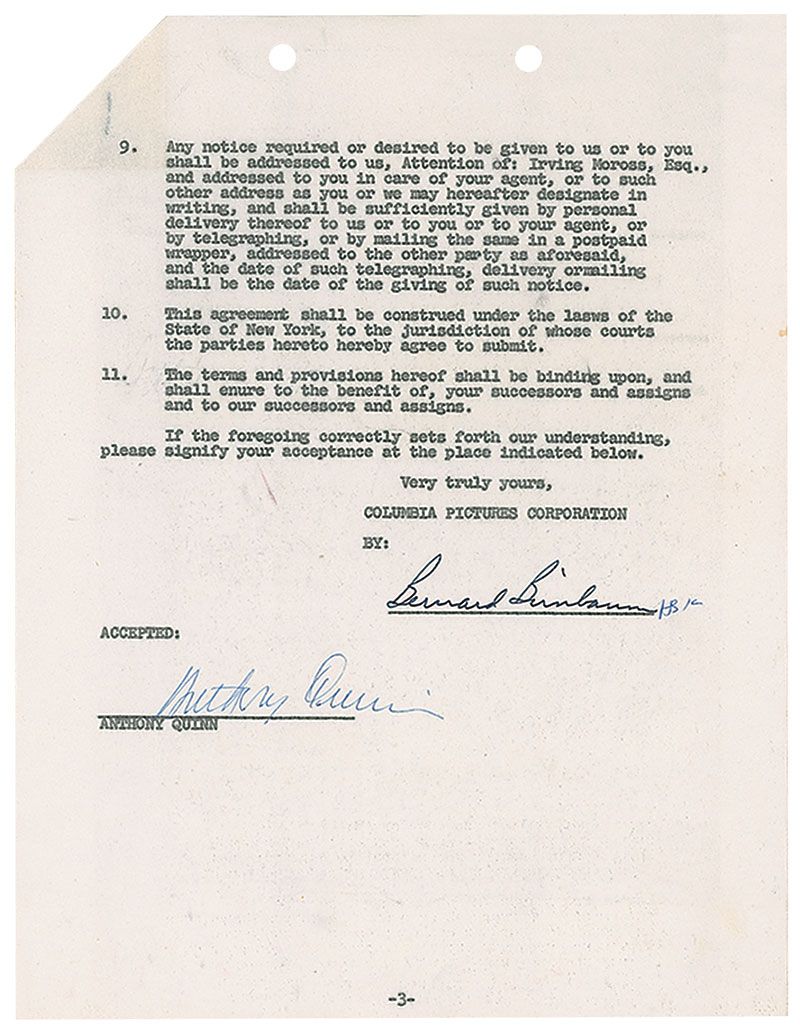 9. Any notice required or desired to be given to us or to you
shall be addressed to us, Attention of: Irving Moross, Esq.,
and addressed to you in care of your agent, or to such
other address as you or we may hereafter designate in
writing, and shall be sufficiently given by personal
delivery thereof to us or to you or to your agent, or
by telegraphing, or by mailing the same in a postpaid
wrapper, addressed to the other party as aforesaid,
and the date of such telegraphing, delivery ormailing
shall be the date of the giving of such notice.
10. This agreement shall be construed under the lasws of the
State of New York, to the jurisdiction of whose courts
the parties hereto hereby agree to submit.
11. The terms and provisions hereof shall be binding upon, and
shall enure to the benefit of, your successors and assigns
and to our successors and assigns.
If the foregoing correctly sets forth our understanding,
please signify your acceptance at the place indicated below.
Very truly yours,
COLUMBIA PICTURES CORPORATION
BY:
Bernard Birnbaum
ACCEPTED:
Anthony Quinn
ANTHONY QUINN
-3-